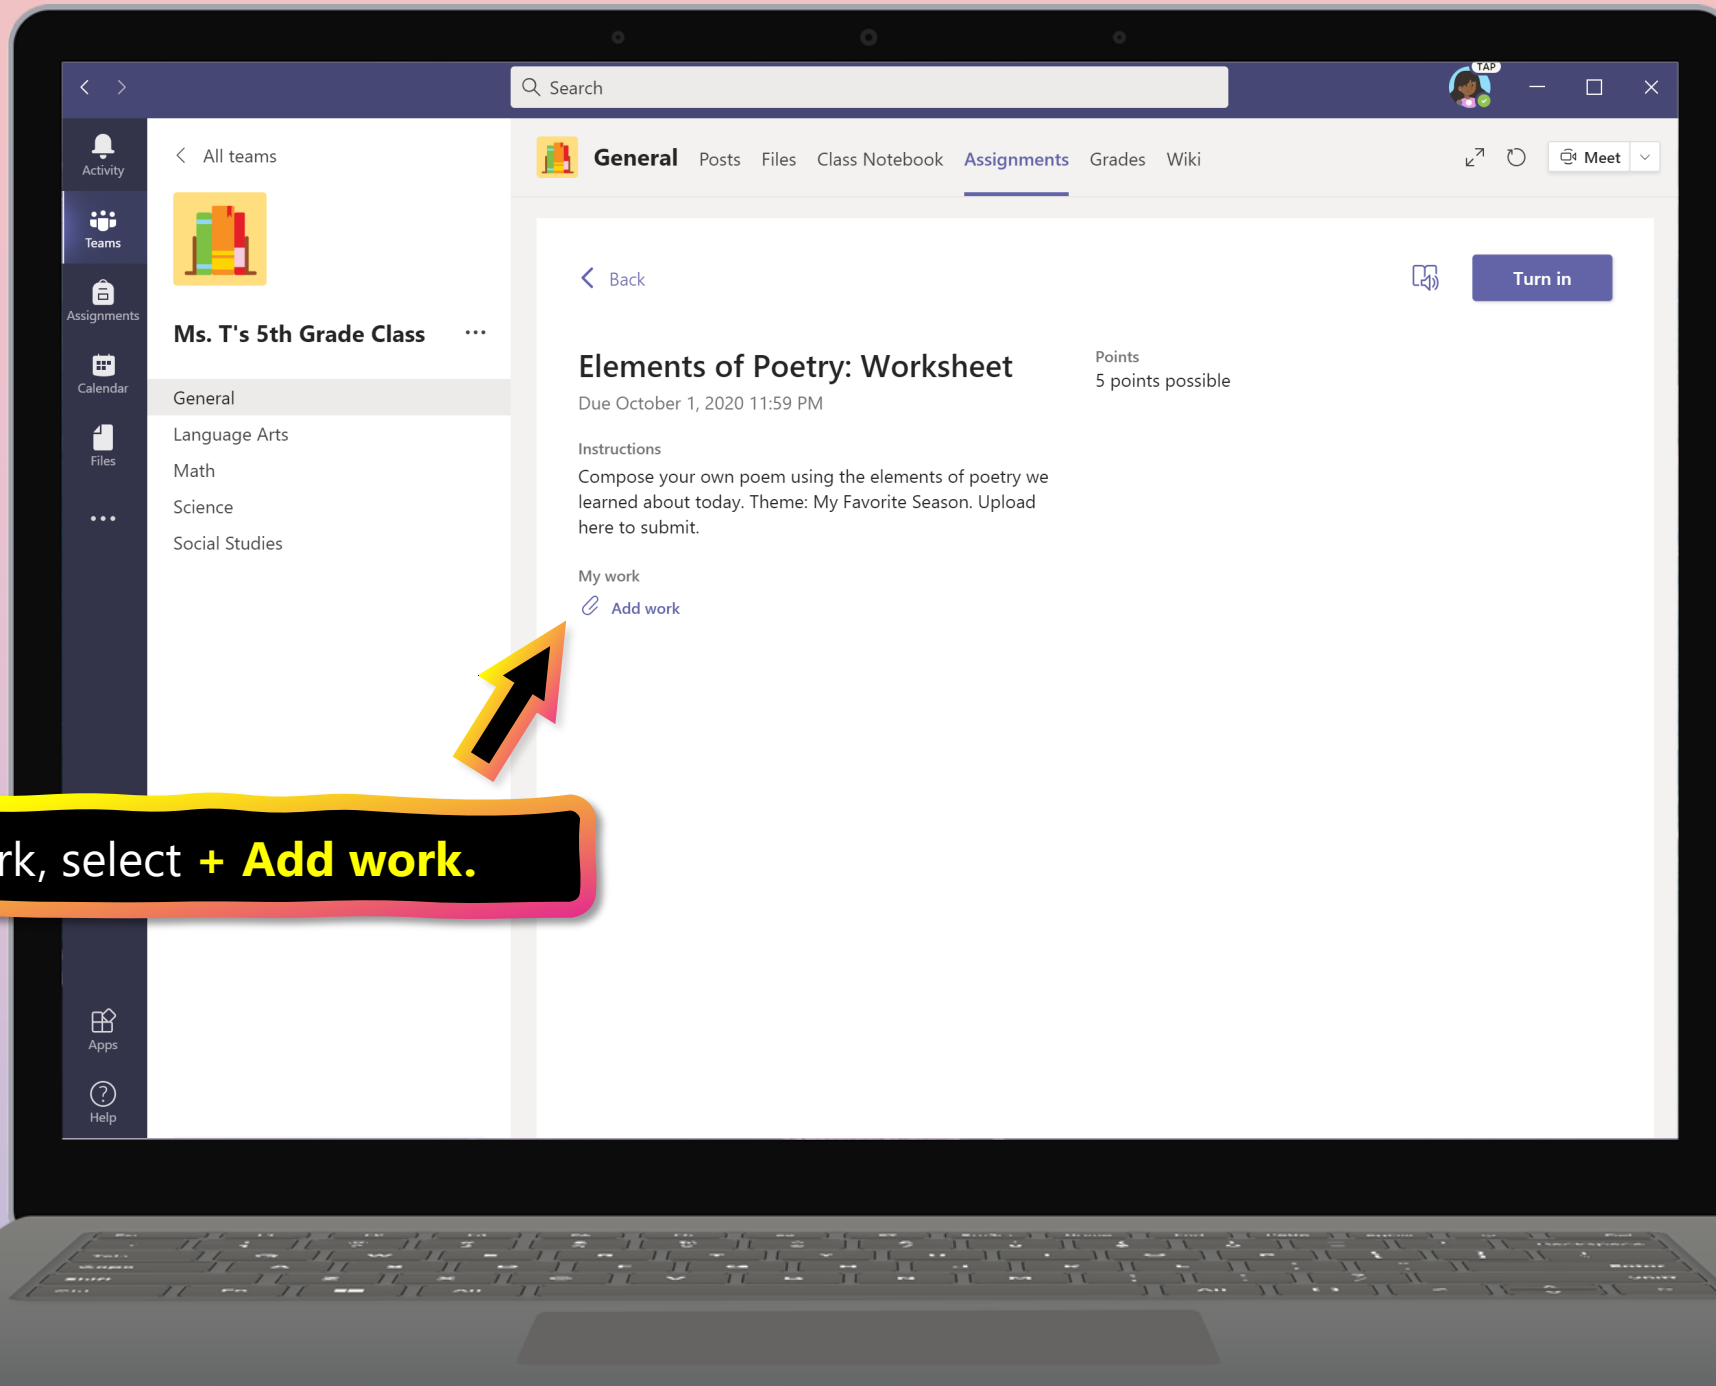 Search
TAP
Activity
Teams
Assignments
Calendar
Files
Apps
Help
All teams
Ms. T's 5th Grade Class
General
Language Arts
Math
Science
Social Studies
General Posts Files Class Notebook Assignments Grades Wiki
Meet
Back
Turn in
Elements of Poetry: Worksheet
Due October 1, 2020 11:59 PM
Points
5 points possible
Instructions
Compose your own poem using the elements of poetry we
learned about today. Theme: My Favorite Season. Upload
here to submit.
My work
Add work
rk, select + Add work.